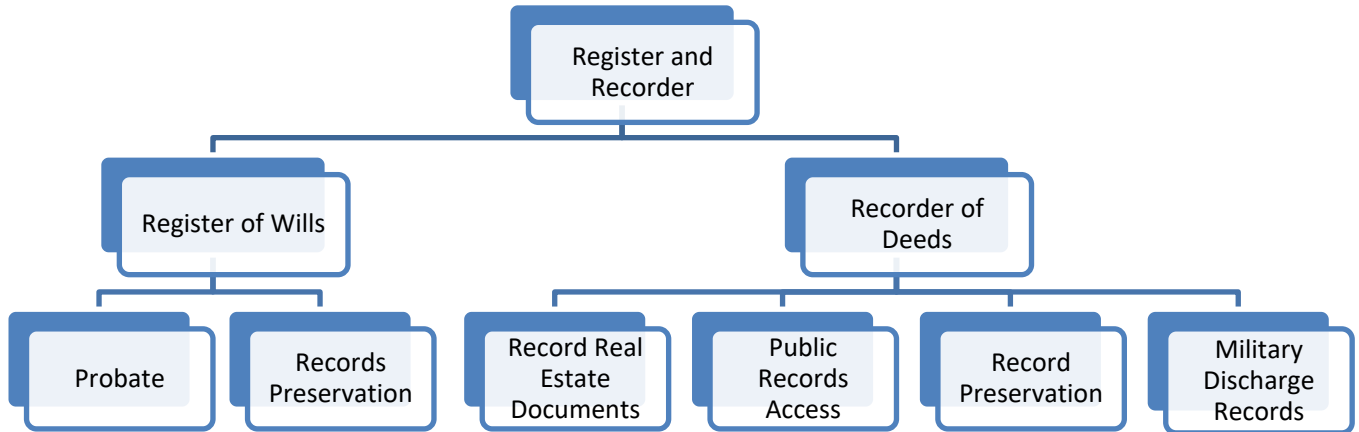 Register and
Recorder
Register of Wills
Recorder of
Deeds
Probate
Records
Preservation
Record Real
Estate
Documents
Public
Records
Access
Record
Preservation
Military
Discharge
Records